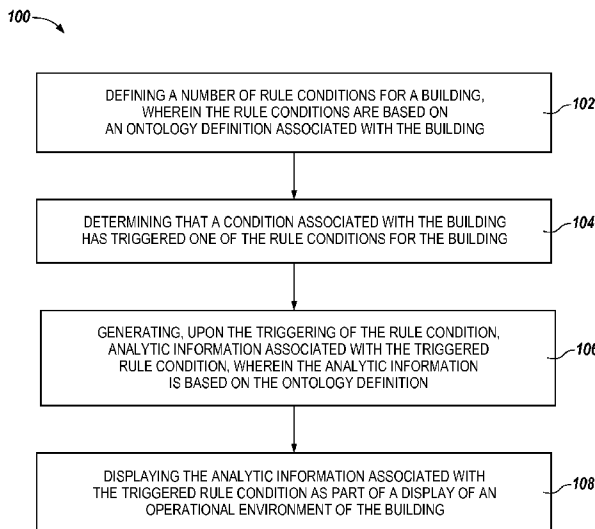 100
DEFINING A NUMBER OF RULE CONDITIONS FOR A BUILDING,
WHEREIN THE RULE CONDITIONS ARE BASED ON
AN ONTOLOGY DEFINITION ASSOCIATED WITH THE BUILDING
102
DETERMINING THAT A CONDITION ASSOCIATED WITH THE BUILDING
HAS TRIGGERED ONE OF THE RULE CONDITIONS FOR THE BUILDING
104
GENERATING, UPON THE TRIGGERING OF THE RULE CONDITION,
ANALYTIC INFORMATION ASSOCIATED WITH THE TRIGGERED
RULE CONDITION, WHEREIN THE ANALYTIC INFORMATION
IS BASED ON THE ONTOLOGY DEFINITION
106
DISPLAYING THE ANALYTIC INFORMATION ASSOCIATED WITH
THE TRIGGERED RULE CONDITION AS PART OF A DISPLAY OF AN
OPERATIONAL ENVIRONMENT OF THE BUILDING
108